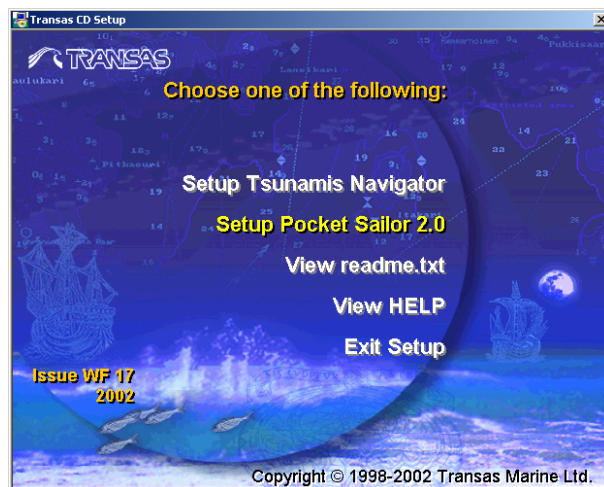 Transas CD Setup
TRANSAS
Choose one of the following:
Setup Tsunamis Navigator
Setup Pocket Sailor 2.0
View readme.txt
View HELP
Exit Setup
Issue WF 17
2002
Copyright © 1998-2002 Transas Marine Ltd.